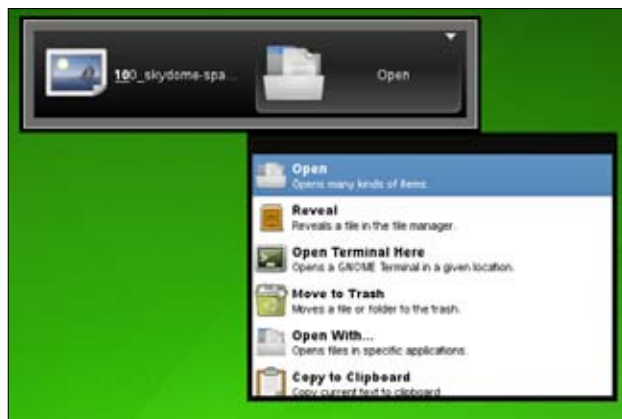 100_skydome-spa...
Open
Open
Opens many kinds of items.
Reveal
Reveals a file in the file manager.
Open Terminal Here
Opens a GNOME Terminal in a given location.
Move to Trash
Moves a file or folder to the trash.
Open With...
Opens files in specific applications.
Copy to Clipboard
Copy current text to clipboard